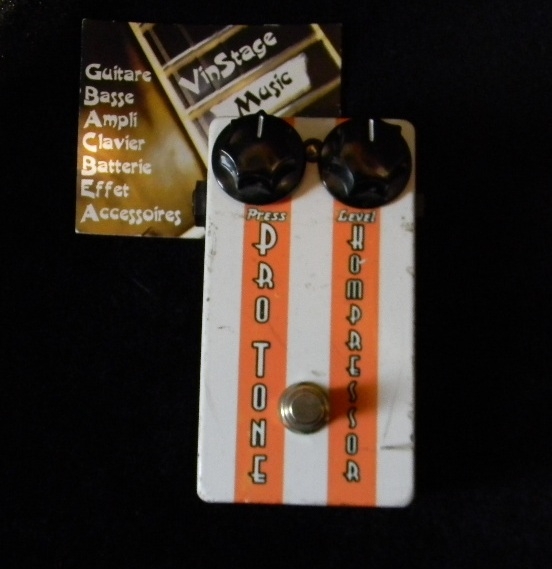 VinStage
Music
Guitare
Basse
Ampli
Clavier
Batterie
Effet
Accessoires
Press
Level
Pro Tone
Kompressor